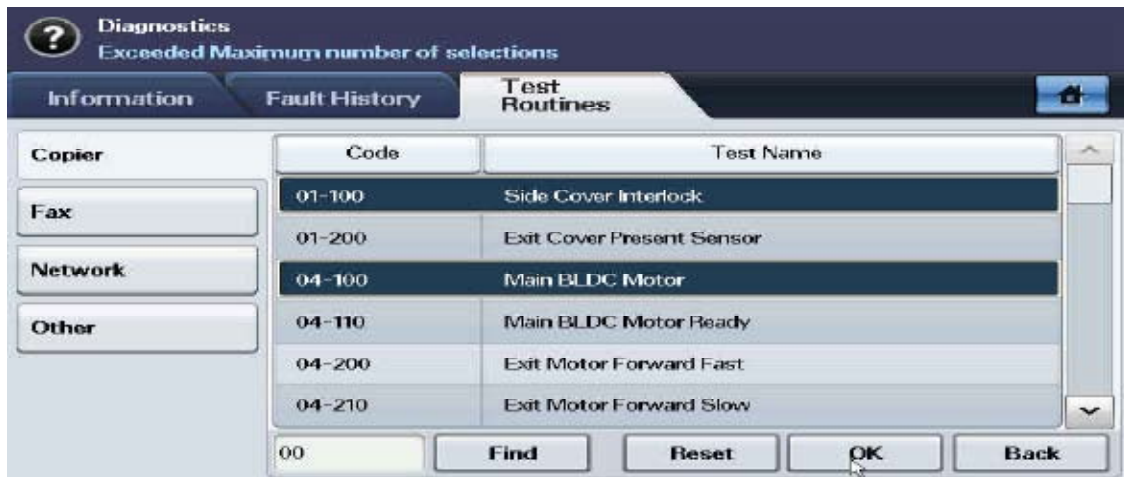 Diagnostics
Exceeded Maximum number of selections
Information
Fault History
Test
Routines
Copier
Fax
Network
Other
Code Test Name
01-100 Side Cover Interlock
01-200 Exit Cover Present Sensor
04-100 Main BLDC Motor
04-110 Main BLDC Motor Ready
04-200 Exit Motor Forward Fast
04-210 Exit Motor Forward Slow
00 Find Reset OK Back